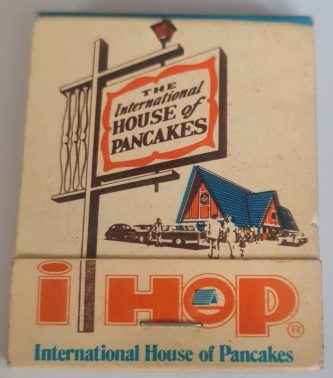 THE
International
HOUSE of
PANCAKES
iHOP®
International House of Pancakes